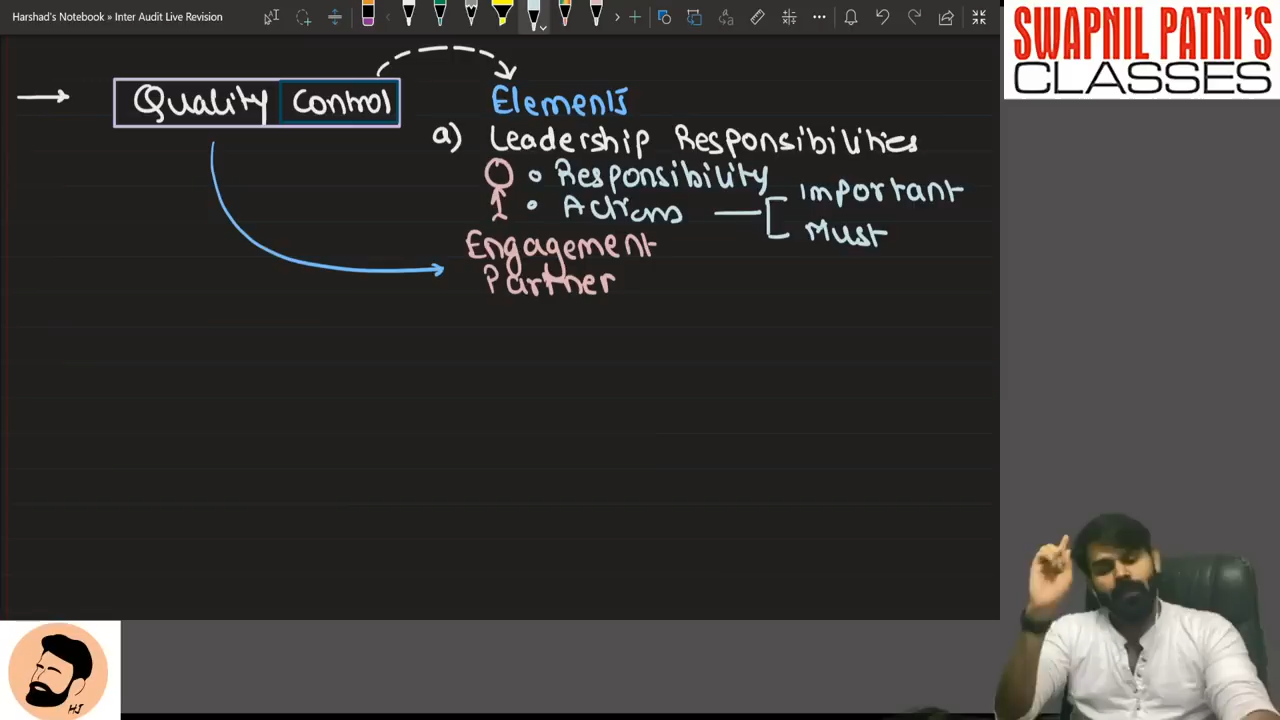 Harshad's Notebook » Inter Audit Live Revision
SWAPNIL PATNI'S
CLASSES
Quality Control
Elements
a) Leadership Responsibilities
• Responsibility
• Actions
Important
Must
Engagement
Partner
HJ